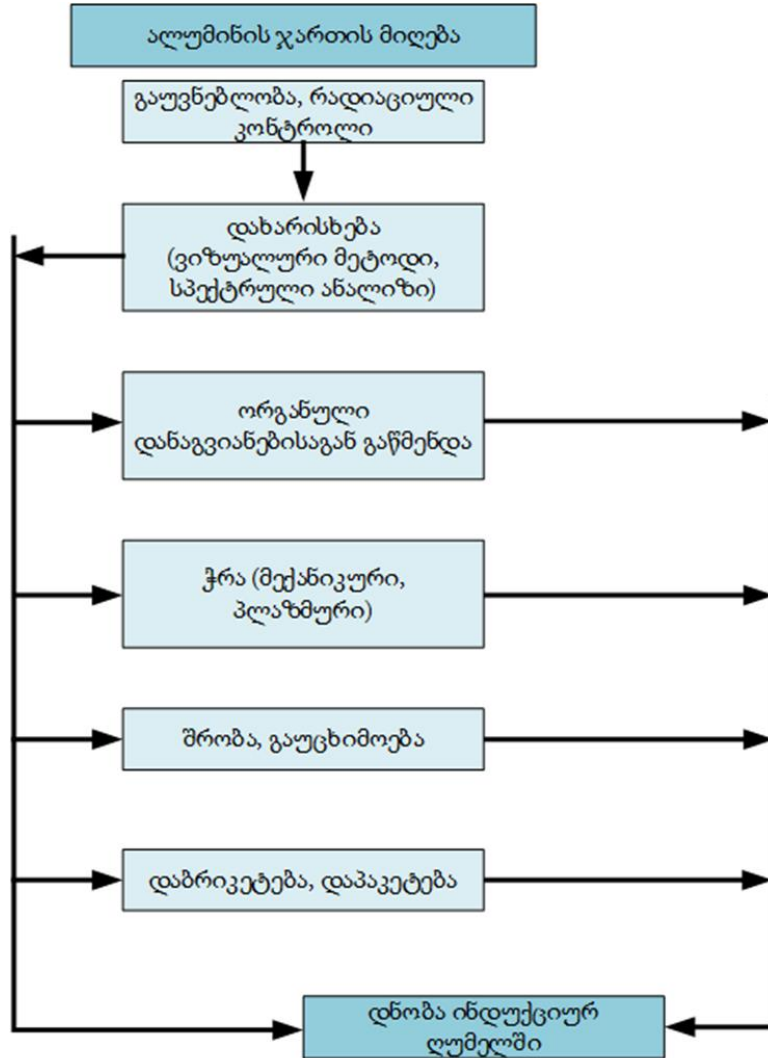 ალუმინის ჯართის მიღება
გაუვნებლობა, რადიაციული
კონტროლი
დახარისხება
(ვიზუალური მეტოდი,
სპექტრული ანალიზი)
ორგანული
დანაგვიანებისაგან გაწმენდა
ჭრა (მექანიკური,
პლაზმური)
შრობა, გაუცხიმოება
დაბრიკეტება, დაპაკეტება
დნობა ინდუქციურ
ღუმელში